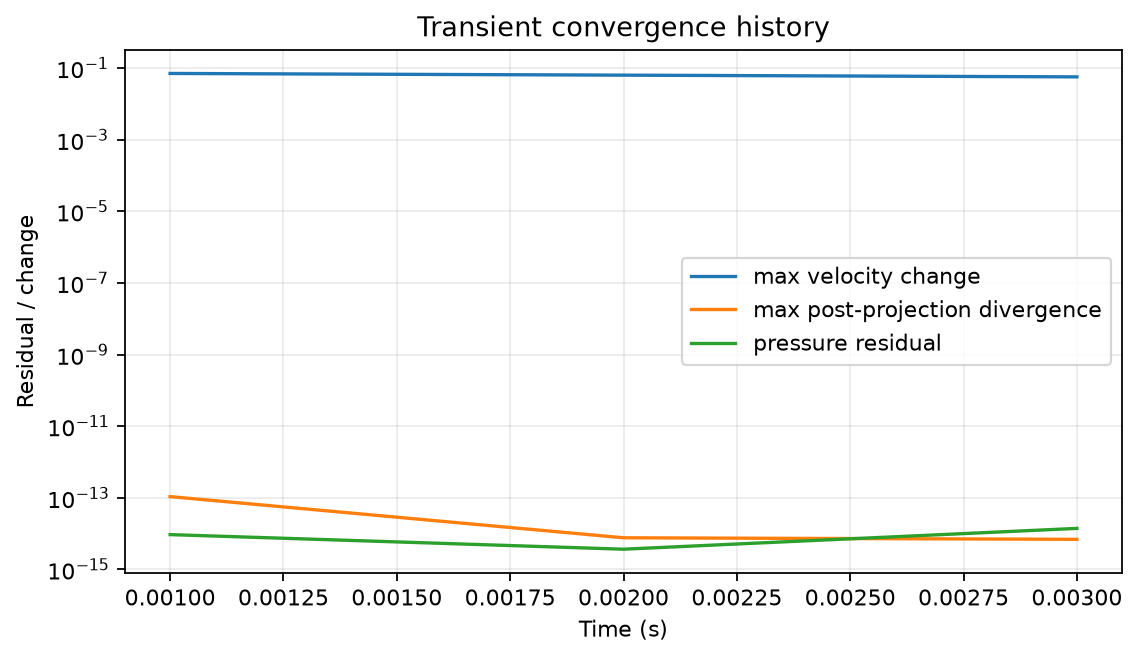 Transient convergence history
Residual / change
10⁻¹
10⁻³
10⁻⁵
10⁻⁷
10⁻⁹
10⁻¹¹
10⁻¹³
10⁻¹⁵
max velocity change
max post-projection divergence
pressure residual
0.00100 0.00125 0.00150 0.00175 0.00200 0.00225 0.00250 0.00275 0.00300
Time (s)